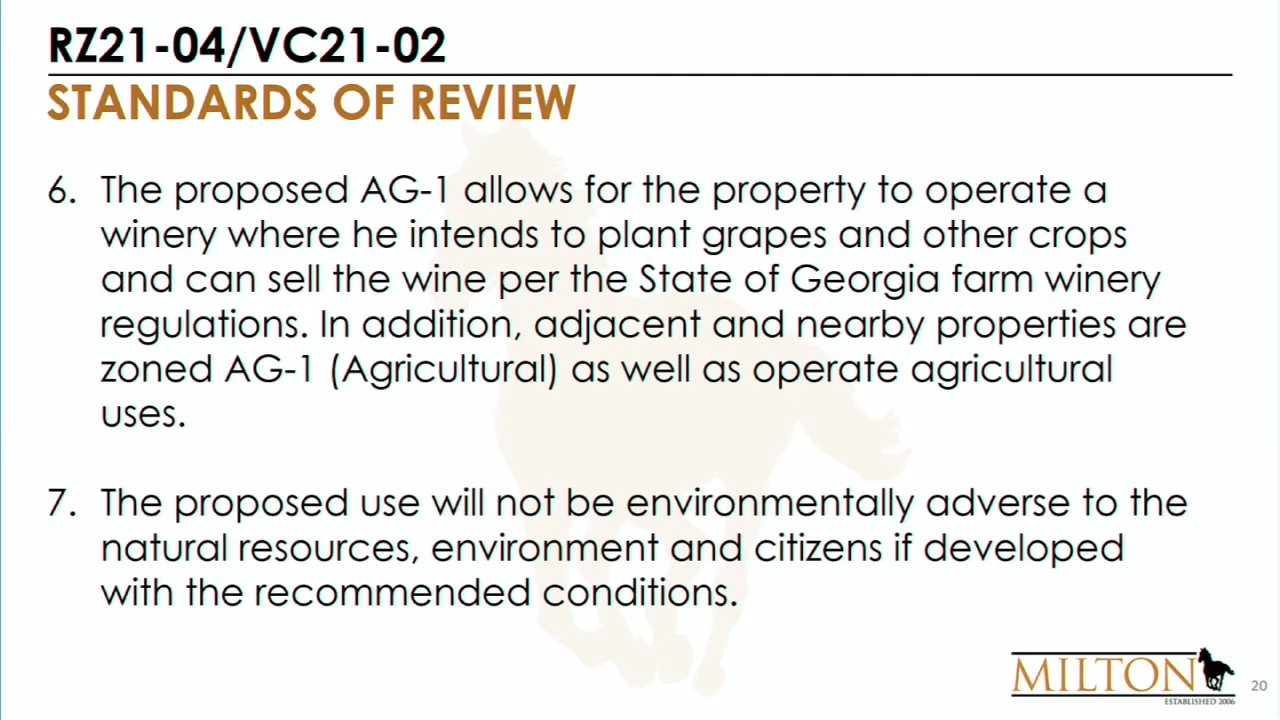 RZ21-04/VC21-02
STANDARDS OF REVIEW
6. The proposed AG-1 allows for the property to operate a
winery where he intends to plant grapes and other crops
and can sell the wine per the State of Georgia farm winery
regulations. In addition, adjacent and nearby properties are
zoned AG-1 (Agricultural) as well as operate agricultural
uses.
7. The proposed use will not be environmentally adverse to the
natural resources, environment and citizens if developed
with the recommended conditions.
MILTON
ESTABLISHED 2006
20